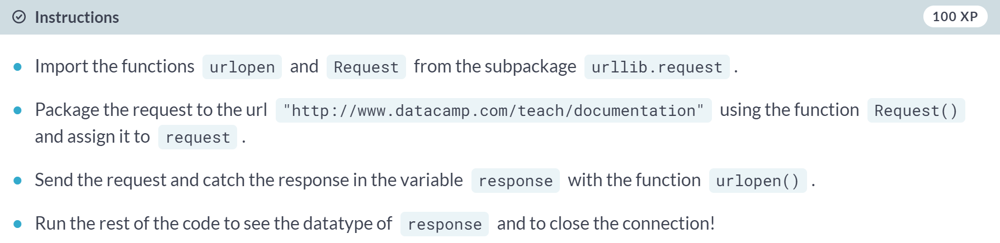 Instructions 100 XP
Import the functions urlopen and Request from the subpackage urllib.request .
Package the request to the url "http://www.datacamp.com/teach/documentation" using the function Request()
and assign it to request .
Send the request and catch the response in the variable response with the function urlopen() .
Run the rest of the code to see the datatype of response and to close the connection!